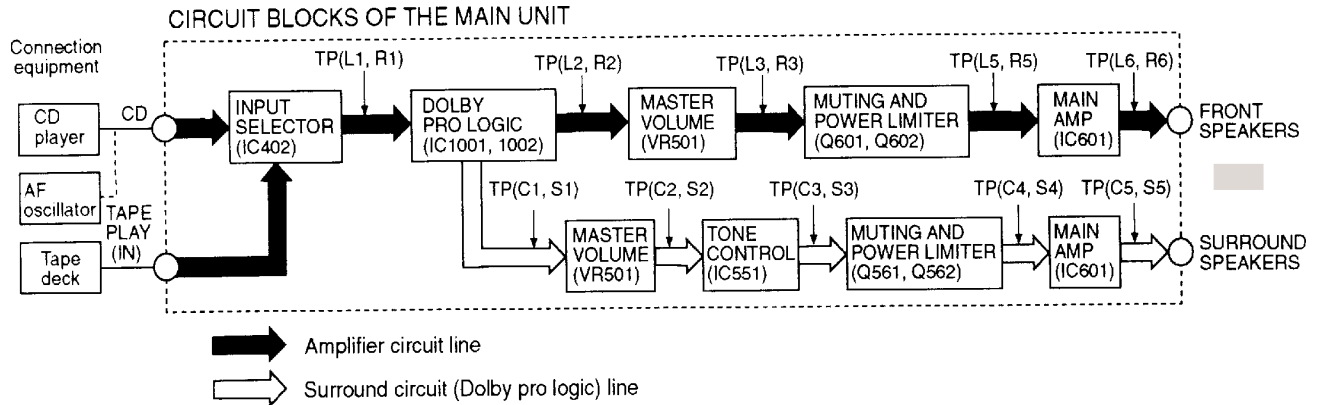 CIRCUIT BLOCKS OF THE MAIN UNIT
Connection
equipment
CD
player
CD
AF
oscillator
TAPE
PLAY
(IN)
Tape
deck
INPUT
SELECTOR
(IC402)
TP(L1, R1)
DOLBY
PRO LOGIC
(IC1001, 1002)
TP(L2, R2)
MASTER
VOLUME
(VR501)
TP(L3, R3)
MUTING AND
POWER LIMITER
(Q601, Q602)
TP(L5, R5)
MAIN
AMP
(IC601)
TP(L6, R6)
FRONT
SPEAKERS
TP(C1, S1)
MASTER
VOLUME
(VR501)
TP(C2, S2)
TONE
CONTROL
(IC551)
TP(C3, S3)
MUTING AND
POWER LIMITER
(Q561, Q562)
TP(C4, S4)
MAIN
AMP
(IC601)
TP(C5, S5)
SURROUND
SPEAKERS
Amplifier circuit line
Surround circuit (Dolby pro logic) line